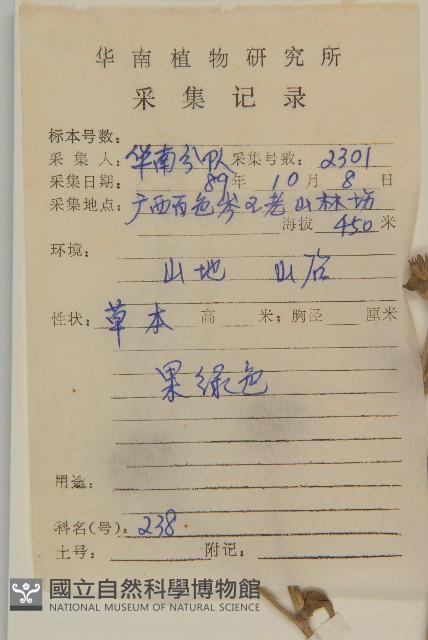 华南植物研究所
采集记录
标本号数:
采集人: 华南分队 采集号数: 2301
采集日期: 89年 10月 8日
采集地点: 广西百色岑王老山林场
海拔 450 米
环境:
山地 山谷
性状: 草本 高 米; 胸径 厘米
果绿色
用途:
科名(号): 238
土号: 附记:
國立自然科學博物館
NATIONAL MUSEUM OF NATURAL SCIENCE